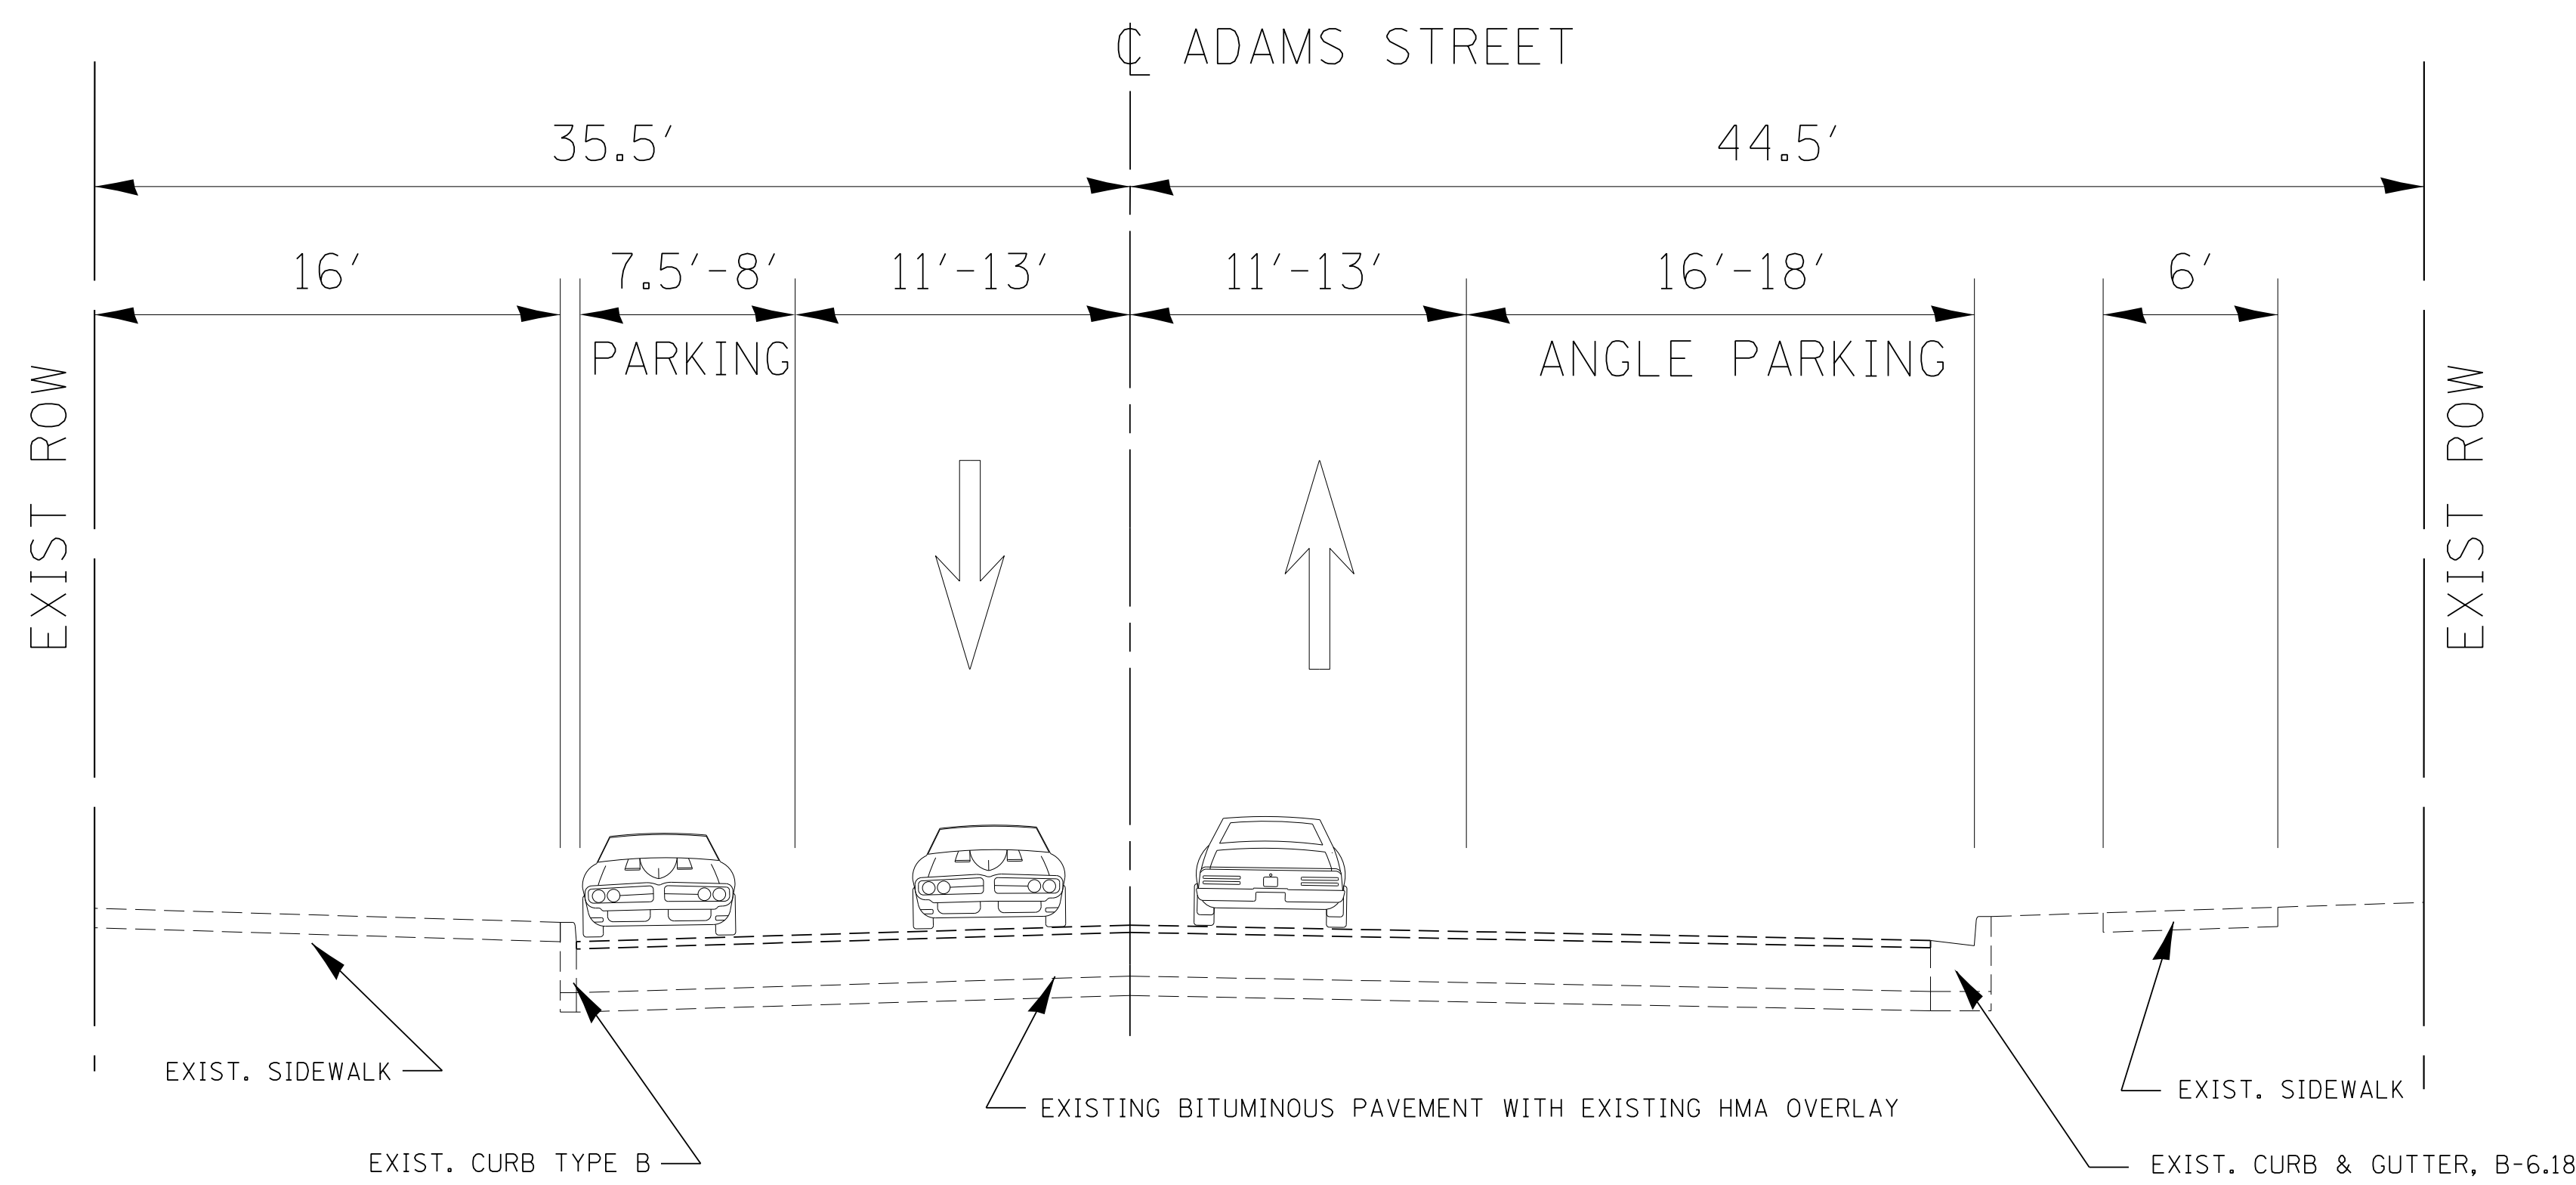 ℄ ADAMS STREET
35.5′
44.5′
16′
7.5′-8′
11′-13′
11′-13′
16′-18′
6′
PARKING
ANGLE PARKING
EXIST ROW
EXIST ROW
EXIST. SIDEWALK
EXIST. SIDEWALK
EXISTING BITUMINOUS PAVEMENT WITH EXISTING HMA OVERLAY
EXIST. CURB TYPE B
EXIST. CURB & GUTTER, B-6.18